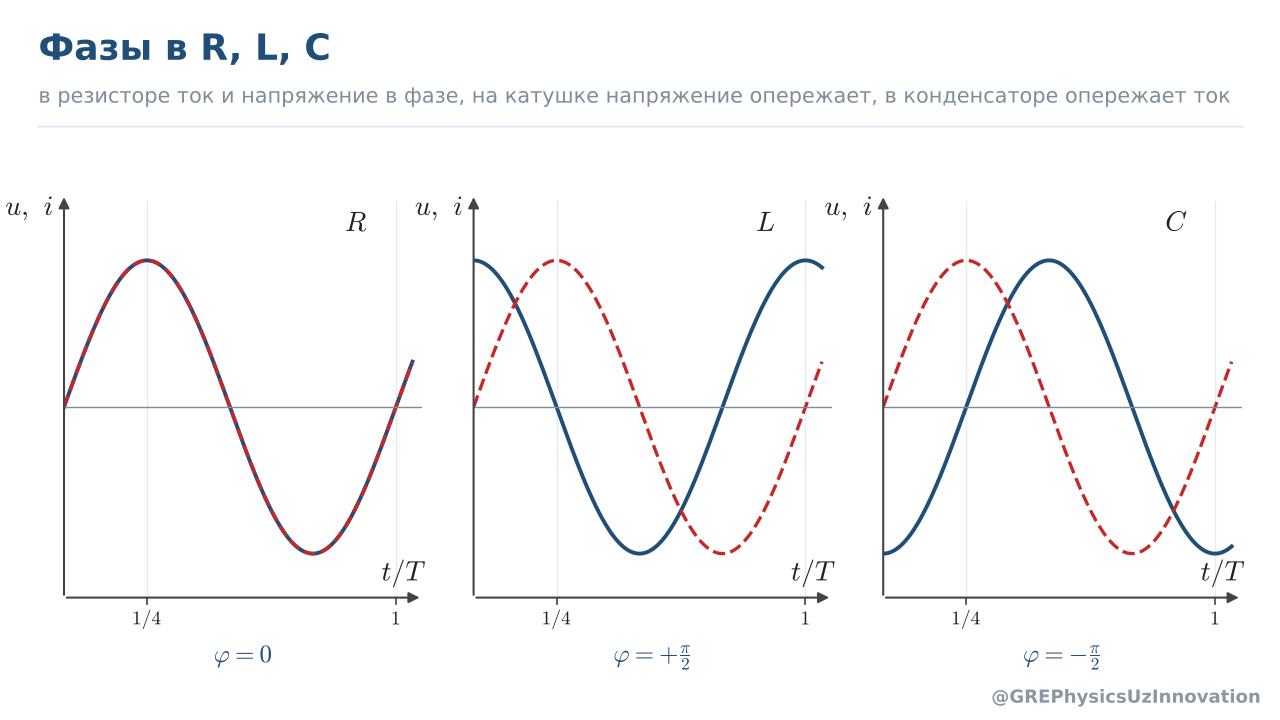 Фазы в R, L, C
в резисторе ток и напряжение в фазе, на катушке напряжение опережает, в конденсаторе опережает ток
u, i
R
u, i
L
u, i
C
t/T
t/T
t/T
1/4
1
1/4
1
1/4
1
φ = 0
φ = +π/2
φ = −π/2
@GREPhysicsUzInnovation